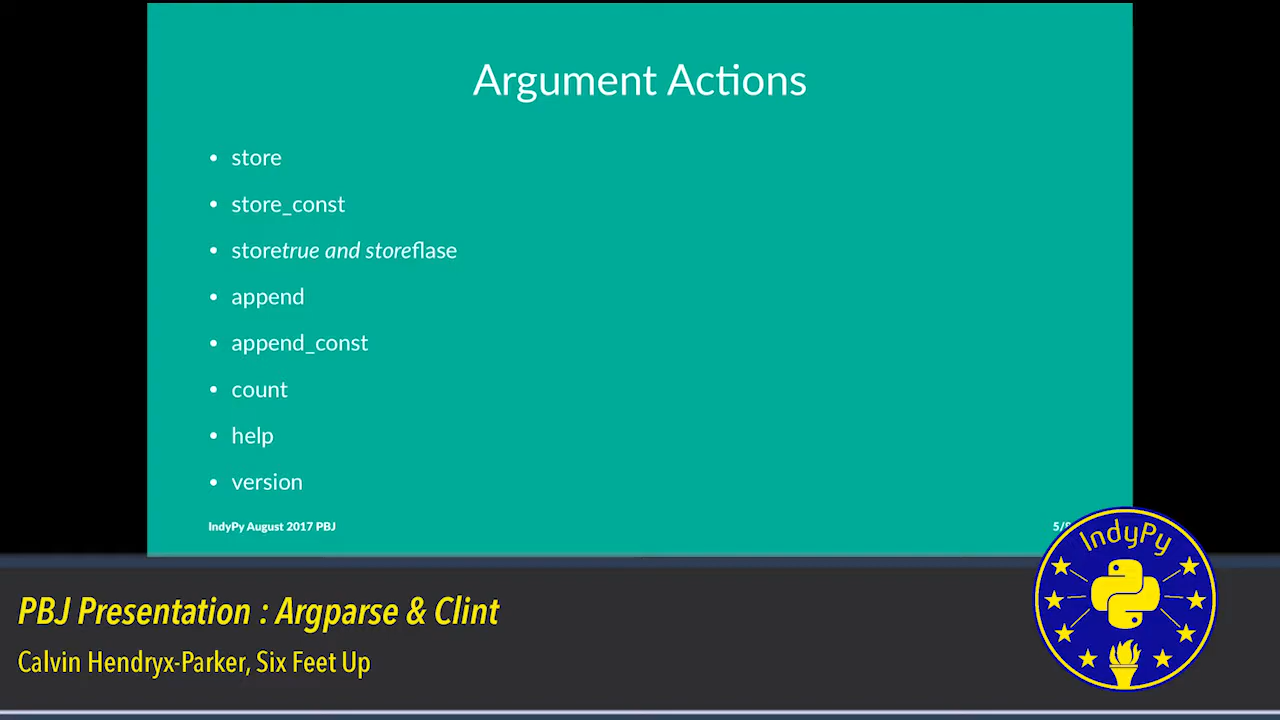 Argument Actions
• store
• store_const
• storetrue and storeflase
• append
• append_const
• count
• help
• version
IndyPy August 2017 PBJ
5/
IndyPy
PBJ Presentation : Argparse & Clint
Calvin Hendryx-Parker, Six Feet Up